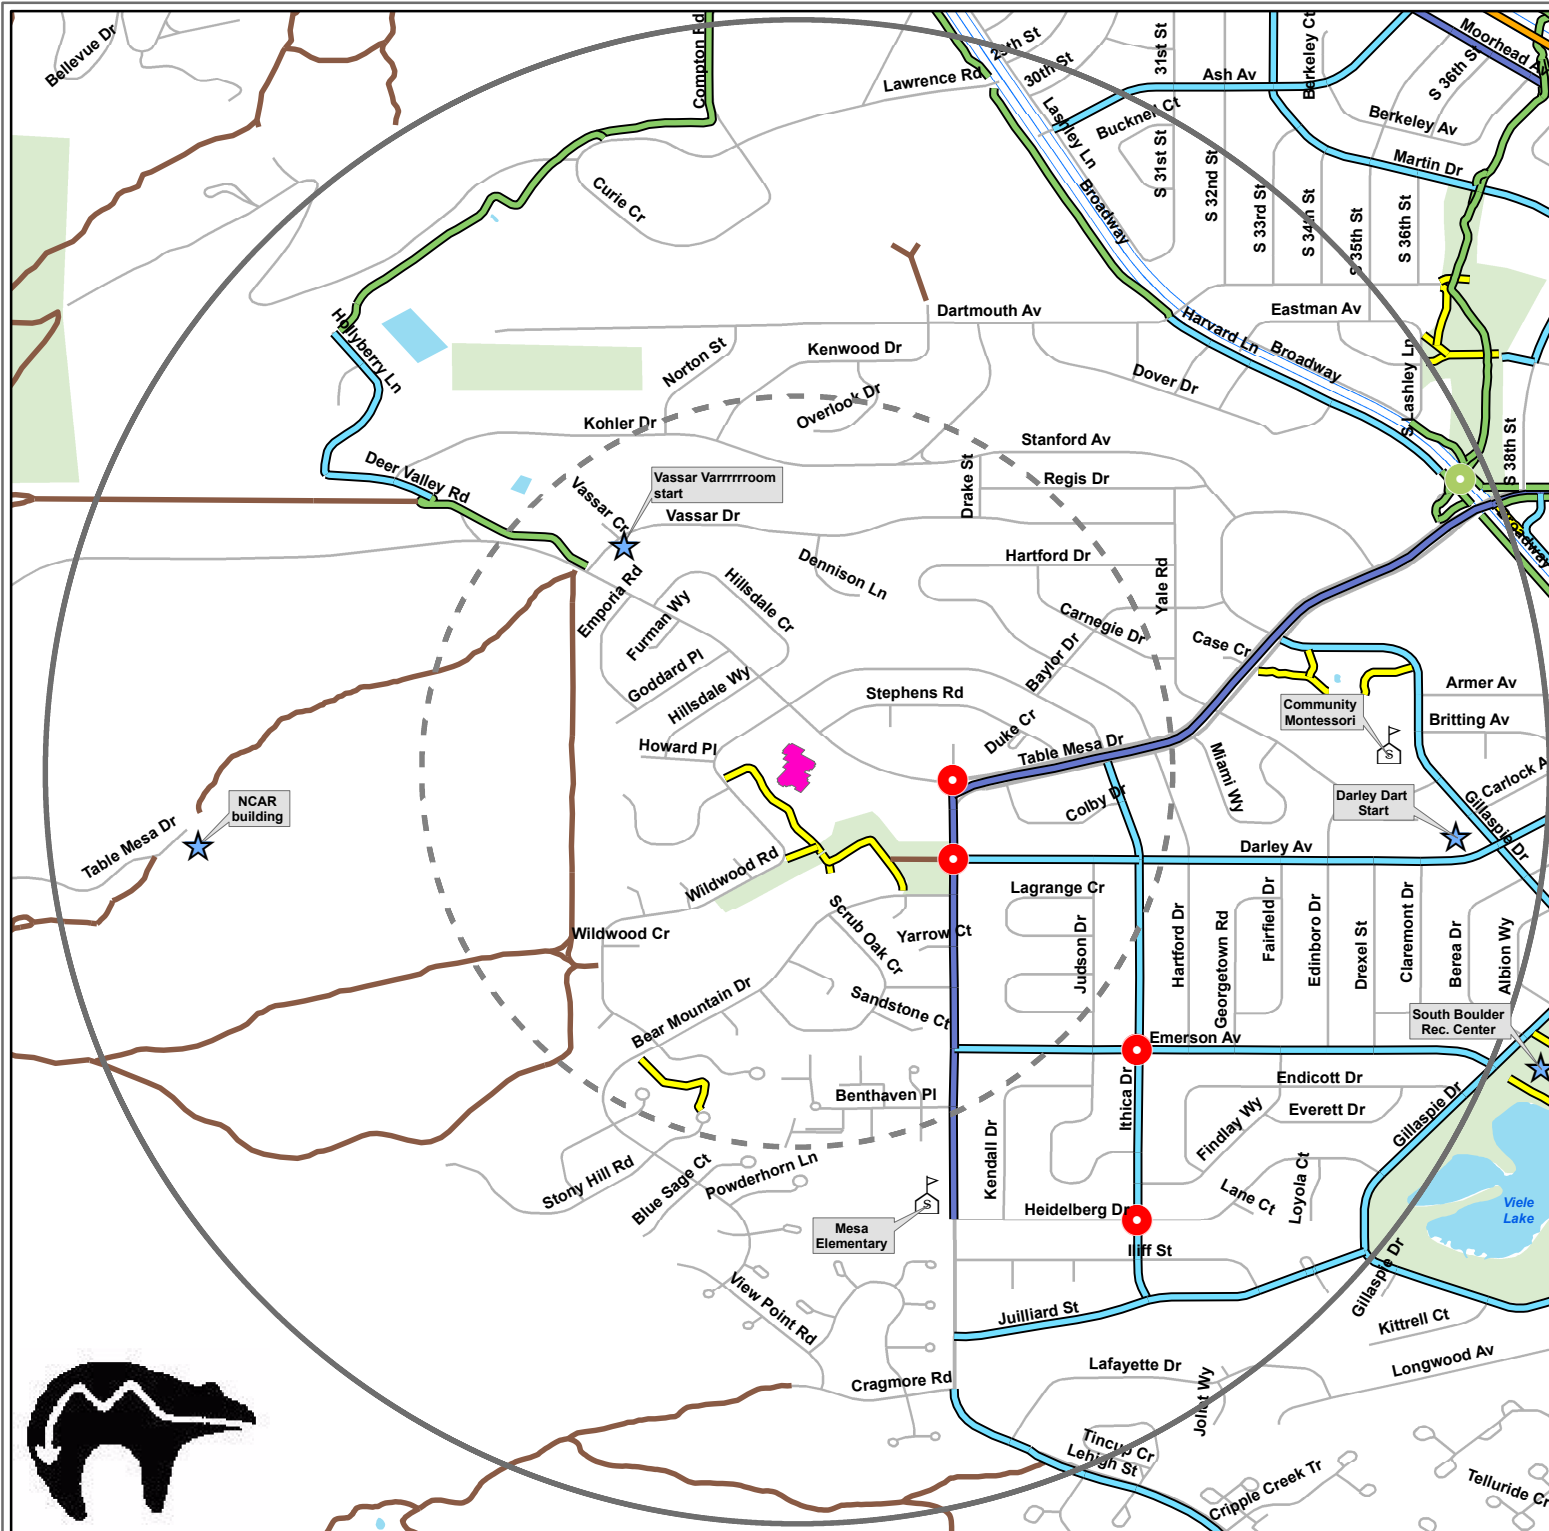 Bellevue Dr
Compton Rd
Lawrence Rd
29th St
30th St
31st St
Ash Av
Berkeley Ct
Moorhead Av
S 36th St
Lashley Ln
Bucknel Ct
Berkeley Av
Martin Dr
S 31st St
S 32nd St
S 33rd St
S 34th St
S 35th St
S 36th St
Curie Cr
Broadway
Hollyberry Ln
Dartmouth Av
Harvard Ln
Eastman Av
Broadway
Norton St
Kenwood Dr
Dover Dr
S Lashley Ln
Overlook Dr
Kohler Dr
Stanford Av
S 38th St
Deer Valley Rd
Vassar Cr
Vassar Varrrrrroom
start
Vassar Dr
Drake St
Regis Dr
Broadway
Emporia Rd
Furman Wy
Hillsdale Cr
Dennison Ln
Hartford Dr
Yale Rd
Carnegie Dr
Case Cr
Goddard Pl
Hillsdale Wy
Baylor Dr
Stephens Rd
Armer Av
Community
Montessori
Britting Av
S
Howard Pl
Duke Cr
Table Mesa Dr
Miami Wy
Carlock A
NCAR
building
Table Mesa Dr
Colby Dr
Darley Dart
Start
Gillaspie Dr
Wildwood Rd
Darley Av
Lagrange Cr
Scrub Oak Cr
Yarrow Ct
Wildwood Cr
Judson Dr
Hartford Dr
Georgetown Rd
Fairfield Dr
Edinboro Dr
Drexel St
Claremont Dr
Berea Dr
Albion Wy
Bear Mountain Dr
Sandstone Ct
South Boulder
Rec. Center
Emerson Av
Benthaven Pl
Ithica Dr
Endicott Dr
Everett Dr
Findlay Wy
Gillaspie Dr
Kendall Dr
Stony Hill Rd
Blue Sage Ct
Powderhorn Ln
Lane Ct
Loyola Ct
Viele
Lake
S
Mesa
Elementary
Heidelberg Dr
Iliff St
View Point Rd
Juilliard St
Gillaspie Dr
Kittrell Ct
Cragmore Rd
Lafayette Dr
Joliet Wy
Longwood Av
Tincup Cr
Lehigh St
Cripple Creek Tr
Telluride Cr